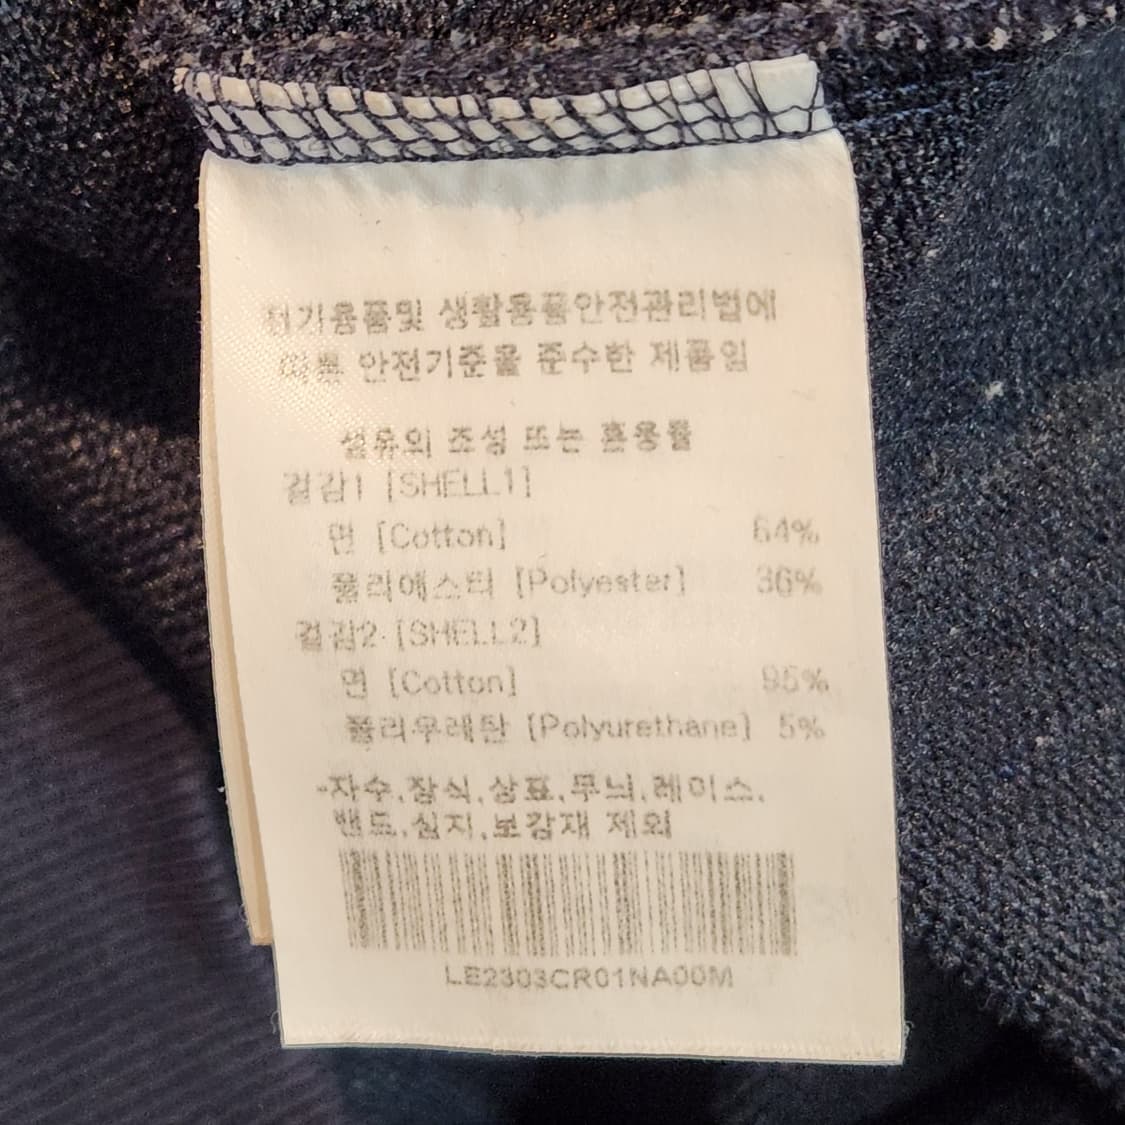 전기용품및 생활용품안전관리법에
따른 안전기준을 준수한 제품임
섬유의 조성 또는 혼용률
겉감1 [SHELL1]
면 [Cotton] 64%
폴리에스터 [Polyester] 36%
겉감2 [SHELL2]
면 [Cotton] 95%
폴리우레탄 [Polyurethane] 5%
-자수,장식,상표,무늬,레이스,
밴드,심지,보강재 제외
LE2303CR01NA00M